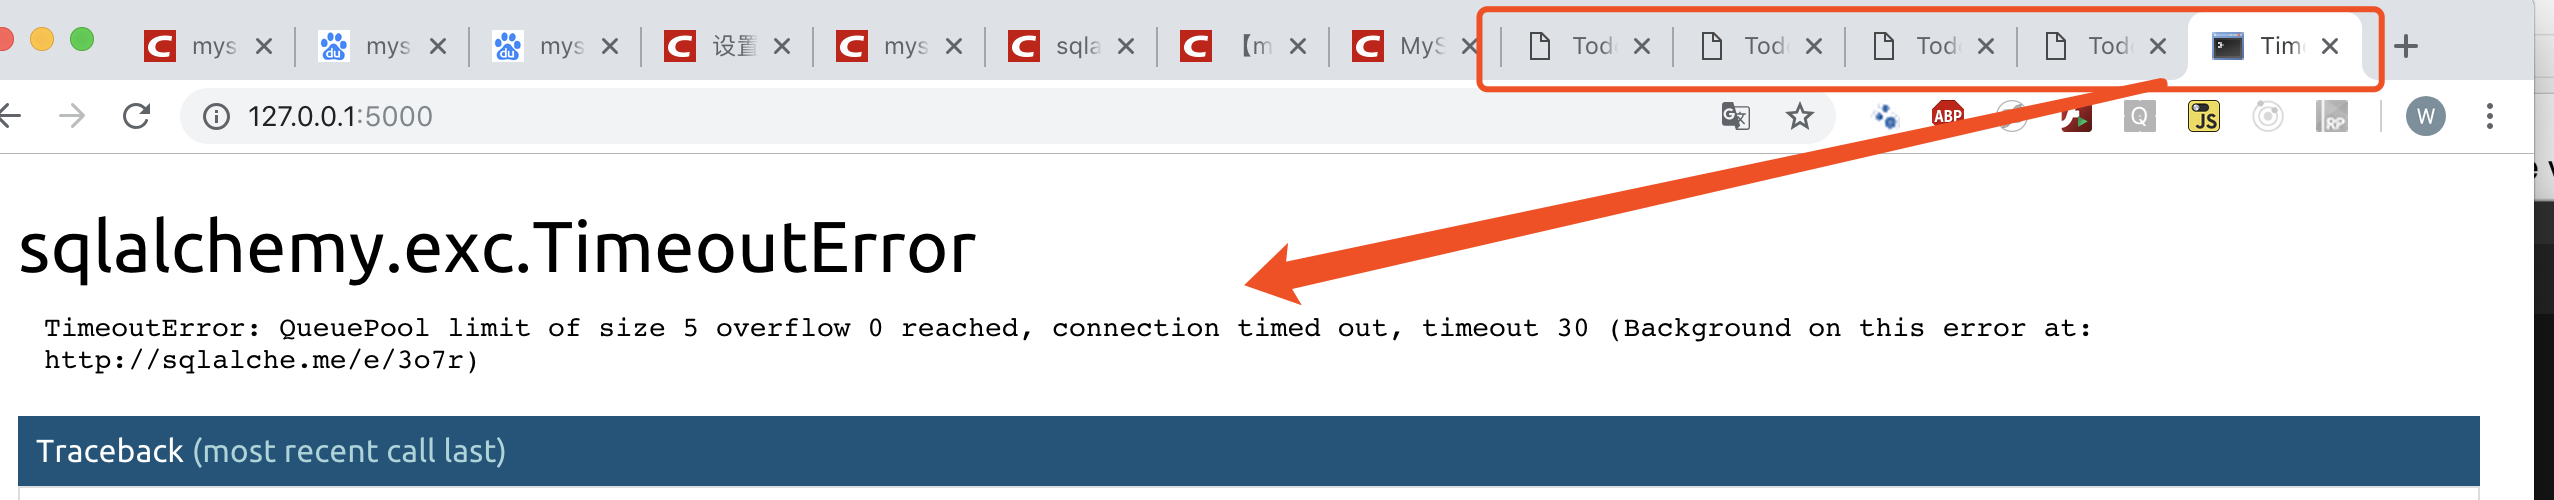 mys mys mys 设置 mys sqla 【m MyS Tod Tod Tod Tod Tim
127.0.0.1:5000
ABP Q JS RP W
sqlalchemy.exc.TimeoutError
TimeoutError: QueuePool limit of size 5 overflow 0 reached, connection timed out, timeout 30 (Background on this error at:
http://sqlalche.me/e/3o7r)
Traceback (most recent call last)